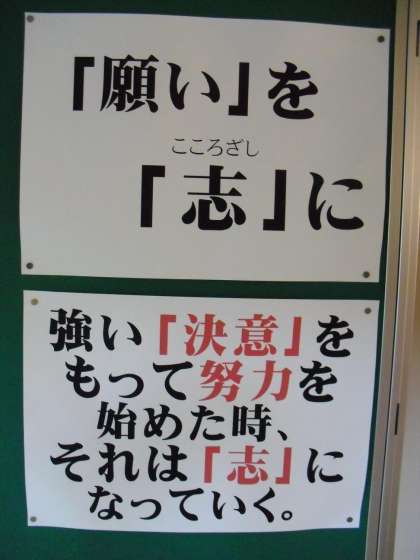 「願い」を
こころざし
「志」に
強い「決意」を
もって努力を
始めた時、
それは「志」に
なっていく。